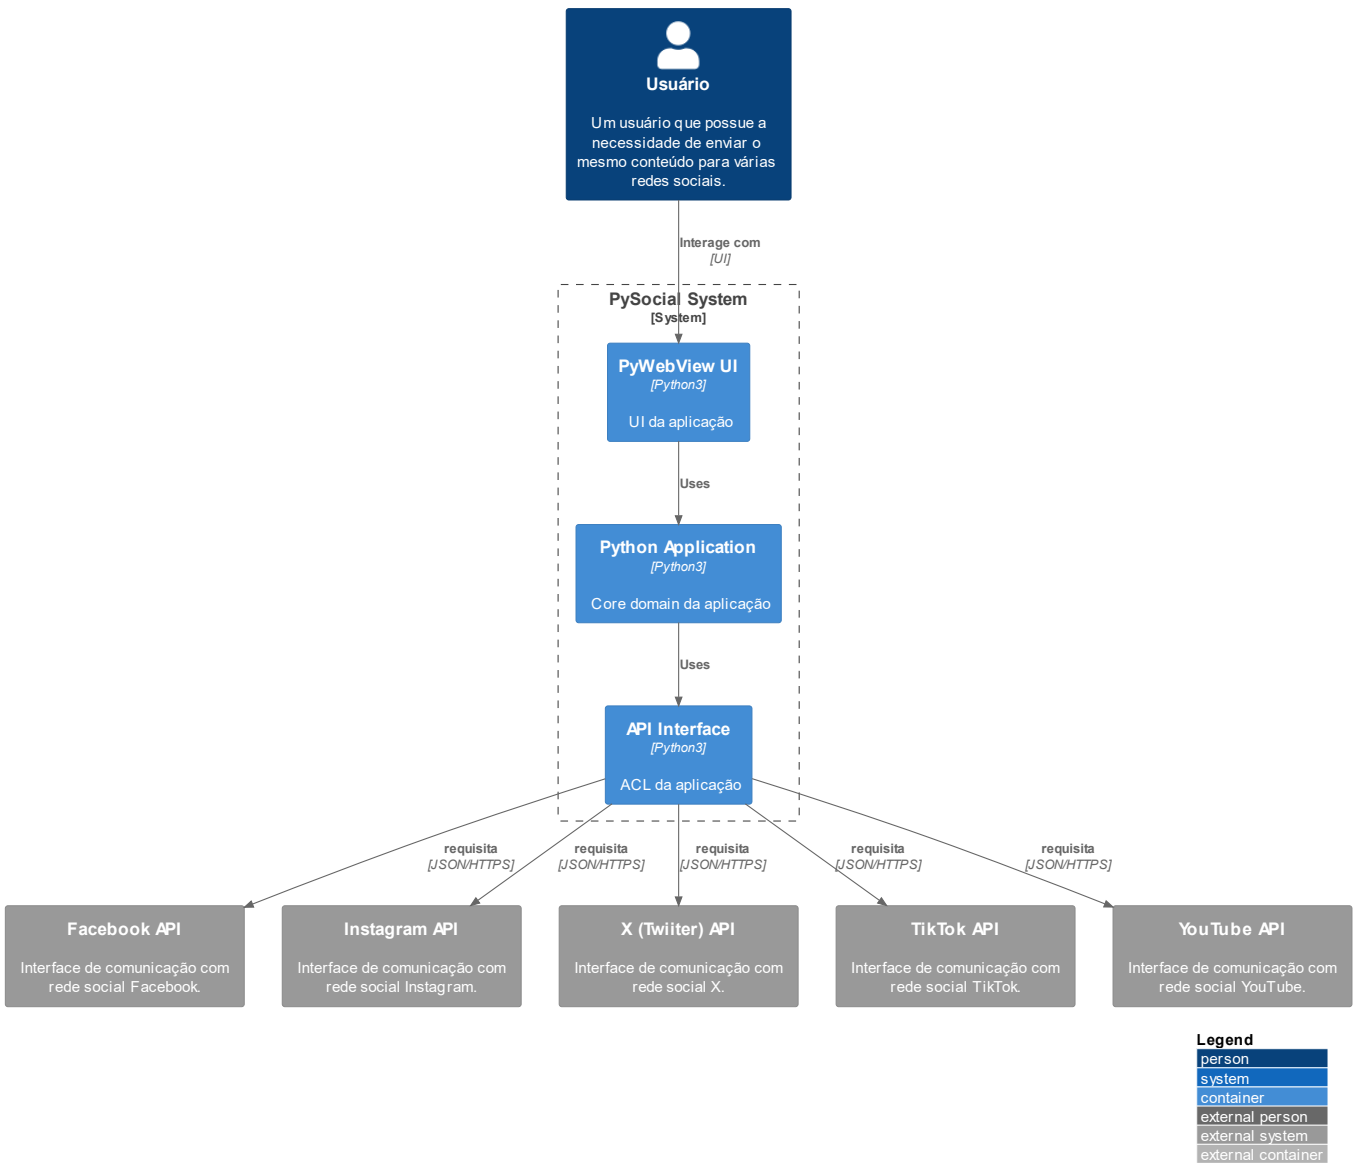 Usuário
Um usuário que possue a
necessidade de enviar o
mesmo conteúdo para várias
redes sociais.
Interage com
[UI]
PySocial System
[System]
PyWebView UI
[Python3]
UI da aplicação
Uses
Python Application
[Python3]
Core domain da aplicação
Uses
API Interface
[Python3]
ACL da aplicação
requisita
[JSON/HTTPS]
requisita
[JSON/HTTPS]
requisita
[JSON/HTTPS]
requisita
[JSON/HTTPS]
requisita
[JSON/HTTPS]
Facebook API
Interface de comunicação com
rede social Facebook.
Instagram API
Interface de comunicação com
rede social Instagram.
X (Twiiter) API
Interface de comunicação com
rede social X.
TikTok API
Interface de comunicação com
rede social TikTok.
YouTube API
Interface de comunicação com
rede social YouTube.
Legend
person
system
container
external person
external system
external container